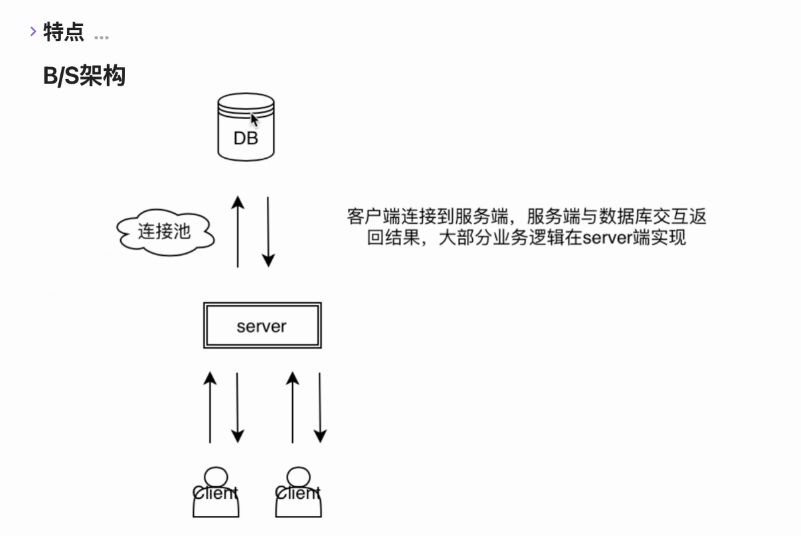 特点 ...
B/S架构
DB
连接池
客户端连接到服务端，服务端与数据库交互返
回结果，大部分业务逻辑在server端实现
server
Client
Client